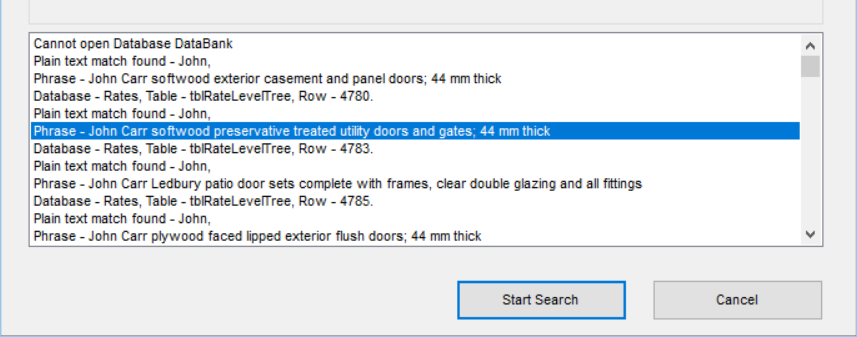 Cannot open Database DataBank
Plain text match found - John,
Phrase - John Carr softwood exterior casement and panel doors; 44 mm thick
Database - Rates, Table - tblRateLevelTree, Row - 4780.
Plain text match found - John,
Phrase - John Carr softwood preservative treated utility doors and gates; 44 mm thick
Database - Rates, Table - tblRateLevelTree, Row - 4783.
Plain text match found - John,
Phrase - John Carr Ledbury patio door sets complete with frames, clear double glazing and all fittings
Database - Rates, Table - tblRateLevelTree, Row - 4785.
Plain text match found - John,
Phrase - John Carr plywood faced lipped exterior flush doors; 44 mm thick
Start Search
Cancel